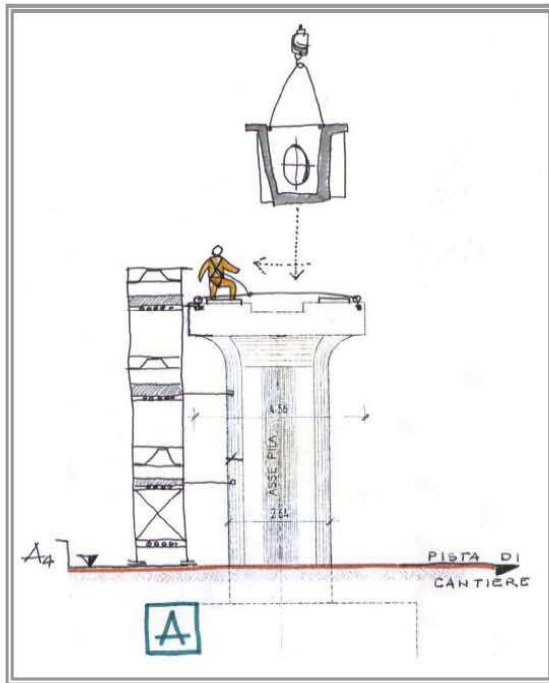 4.56
ASSE PILA
2.64
A4
PISTA DI
CANTIERE
A